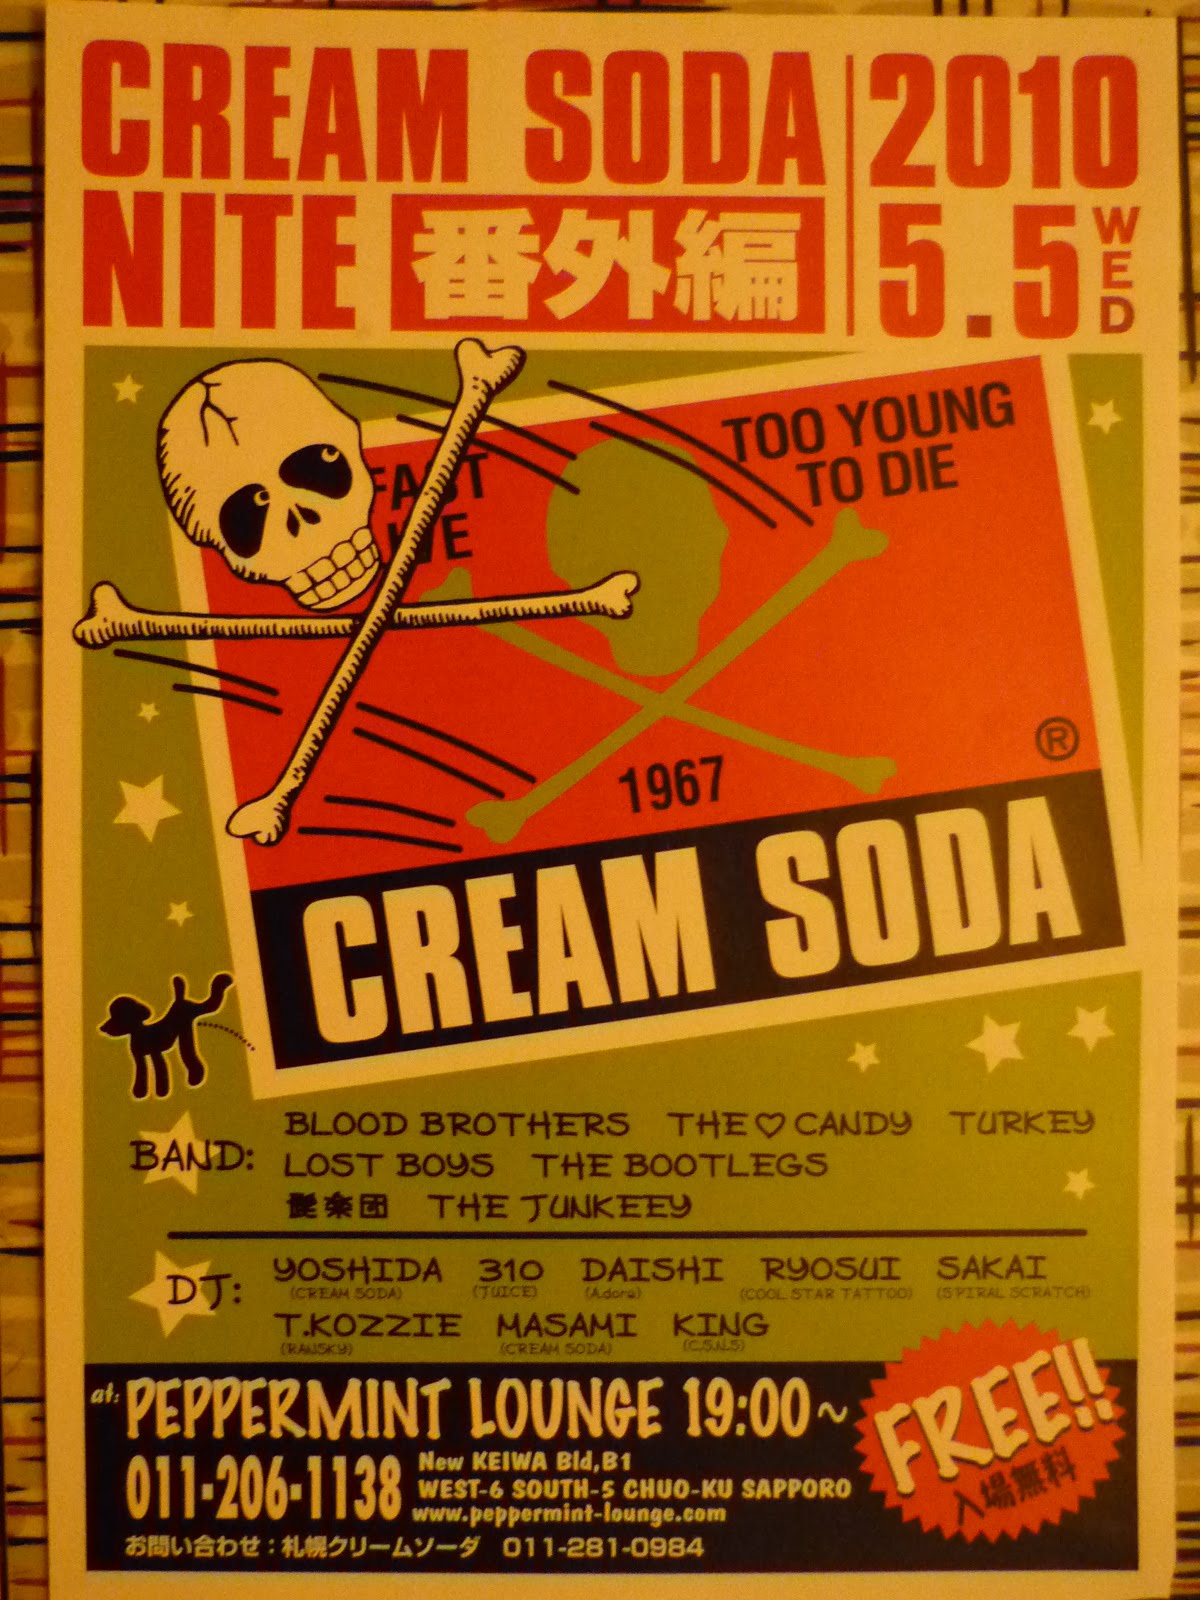 CREAM SODA
NITE 番外編
2010
5.5 WED
FAST
LIVE
TOO YOUNG
TO DIE
1967
®
CREAM SODA
BAND:
BLOOD BROTHERS THE♡CANDY TURKEY
LOST BOYS THE BOOTLEGS
髭楽団 THE JUNKEEY
DJ:
YOSHIDA 310 DAISHI RYOSUI SAKAI
(CREAM SODA) (JUICE) (Adora) (COOL STAR TATTOO) (SPIRAL SCRATCH)
T.KOZZIE MASAMI KING
(RANSKY) (CREAM SODA) (C.S.N.S)
at: PEPPERMINT LOUNGE 19:00~
011-206-1138
New KEIWA Bld,B1
WEST-6 SOUTH-5 CHUO-KU SAPPORO
www.peppermint-lounge.com
お問い合わせ:札幌クリームソーダ 011-281-0984
FREE!!
入場無料